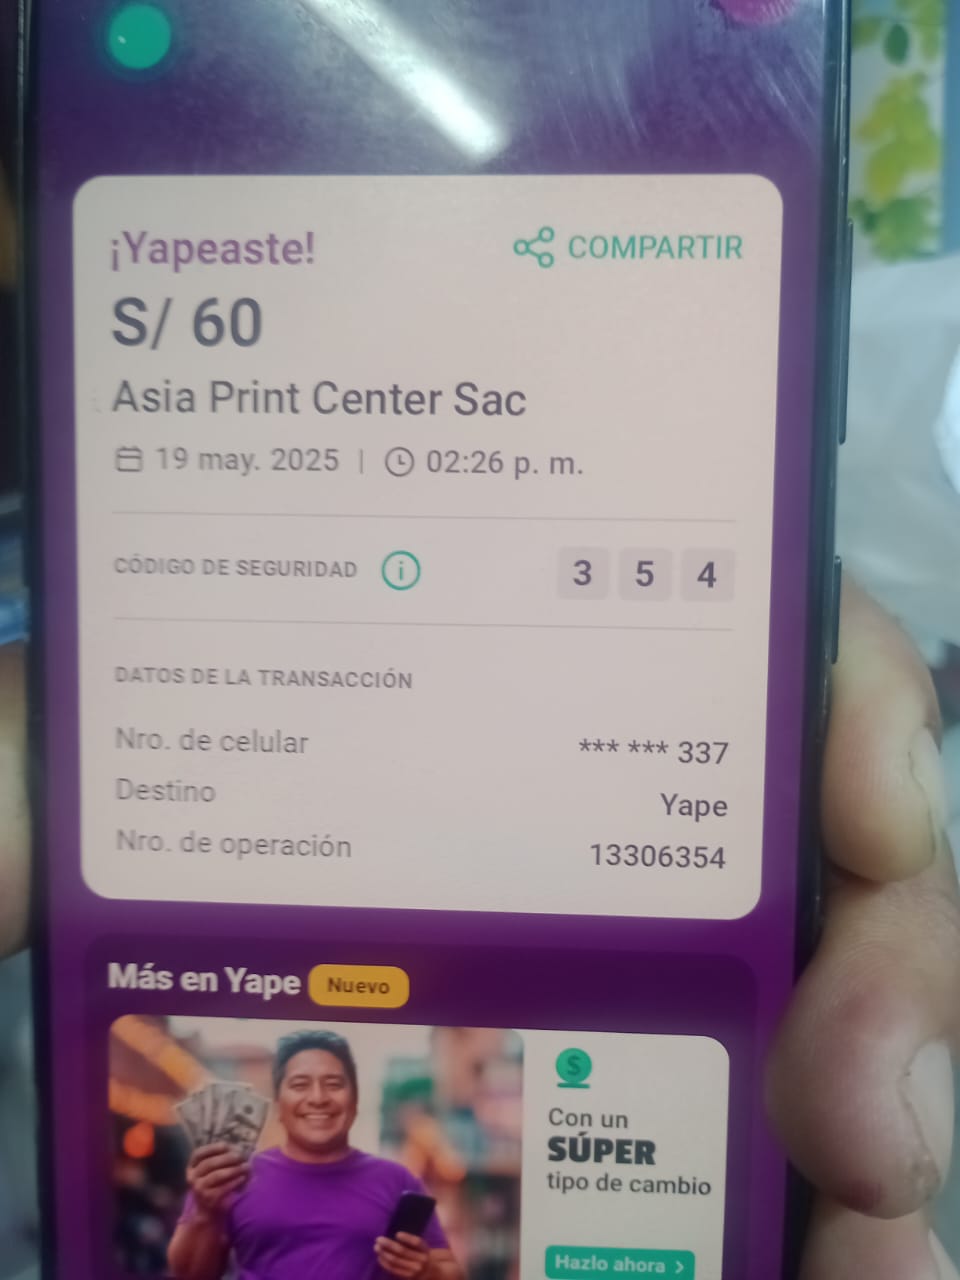 ¡Yapeaste!
COMPARTIR
S/ 60
Asia Print Center Sac
19 may. 2025 | 02:26 p. m.
CÓDIGO DE SEGURIDAD i 3 5 4
DATOS DE LA TRANSACCIÓN
Nro. de celular *** *** 337
Destino Yape
Nro. de operación 13306354
Más en Yape Nuevo
$
Con un
SÚPER
tipo de cambio
Hazlo ahora >